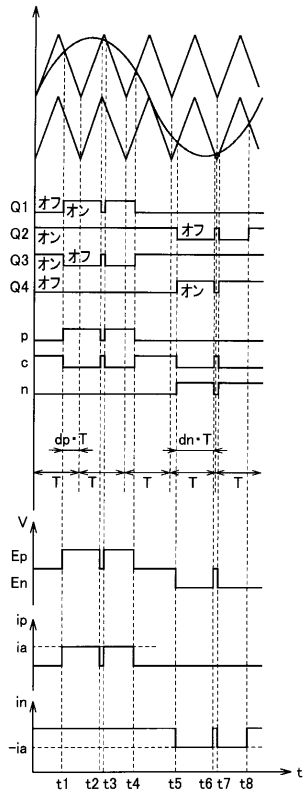 Q1 オフ オン
Q2 オン オフ
Q3 オン オフ
Q4 オフ オン
p
c
n
dp・T dn・T
T T T T T
V
Ep
En
ip
ia
in
-ia
t1 t2 t3 t4 t5 t6 t7 t8 t